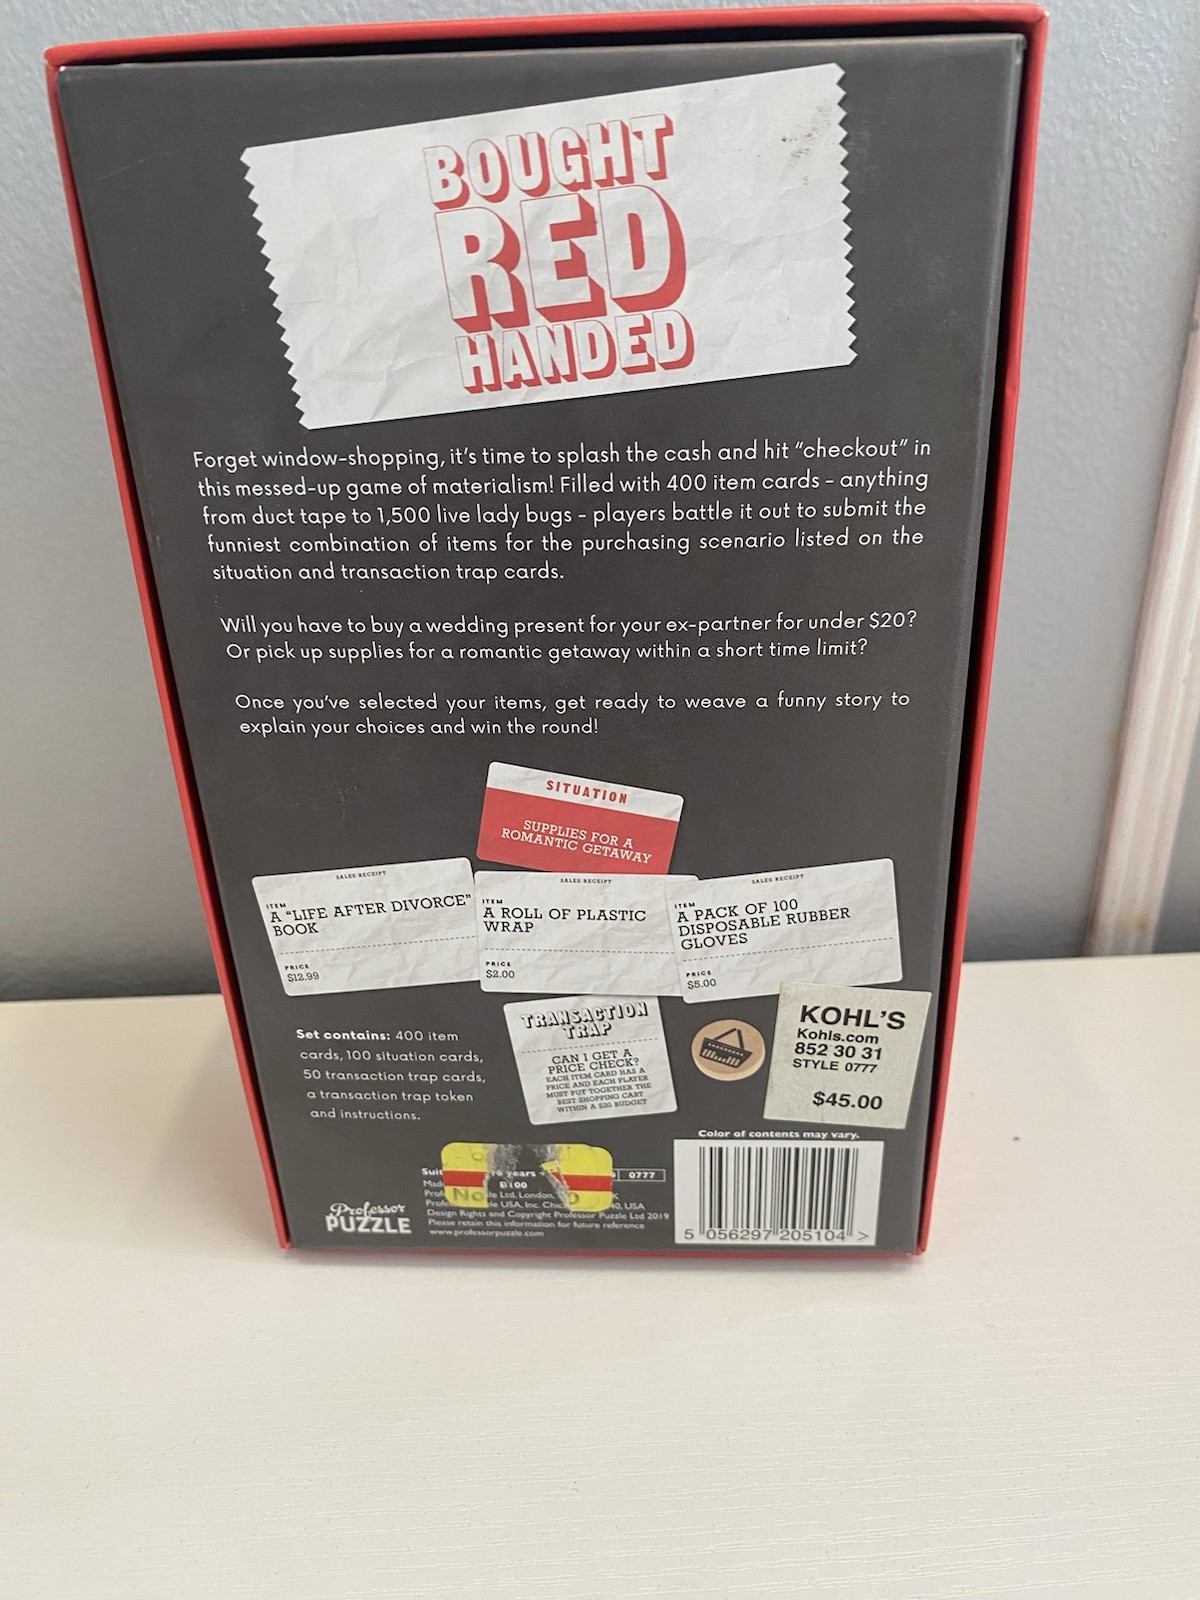 BOUGHT
RED
HANDED
Forget window-shopping, it's time to splash the cash and hit "checkout" in
this messed-up game of materialism! Filled with 400 item cards - anything
from duct tape to 1,500 live lady bugs - players battle it out to submit the
funniest combination of items for the purchasing scenario listed on the
situation and transaction trap cards.
Will you have to buy a wedding present for your ex-partner for under $20?
Or pick up supplies for a romantic getaway within a short time limit?
Once you've selected your items, get ready to weave a funny story to
explain your choices and win the round!
SITUATION
SUPPLIES FOR A
ROMANTIC GETAWAY
SALES RECEIPT
ITEM
A "LIFE AFTER DIVORCE"
BOOK
PRICE
$12.99
SALES RECEIPT
ITEM
A ROLL OF PLASTIC
WRAP
PRICE
$2.00
SALES RECEIPT
ITEM
A PACK OF 100
DISPOSABLE RUBBER
GLOVES
PRICE
$5.00
Set contains: 400 item
cards, 100 situation cards,
50 transaction trap cards,
a transaction trap token
and instructions.
TRANSACTION
TRAP
CAN I GET A
PRICE CHECK?
EACH ITEM CARD HAS A
PRICE AND EACH PLAYER
MUST PUT TOGETHER THE
BEST SHOPPING CART
WITHIN A $20 BUDGET
KOHL'S
Kohls.com
852 30 31
STYLE 0777
$45.00
Color of contents may vary.
5 056297 205104 >
Professor
PUZZLE
years +
0777
B100
Ltd, London,
USA, Inc. 40, USA
Design Rights and Copyright Professor Puzzle Ltd 2019
Please retain this information for future reference
www.professorpuzzle.com